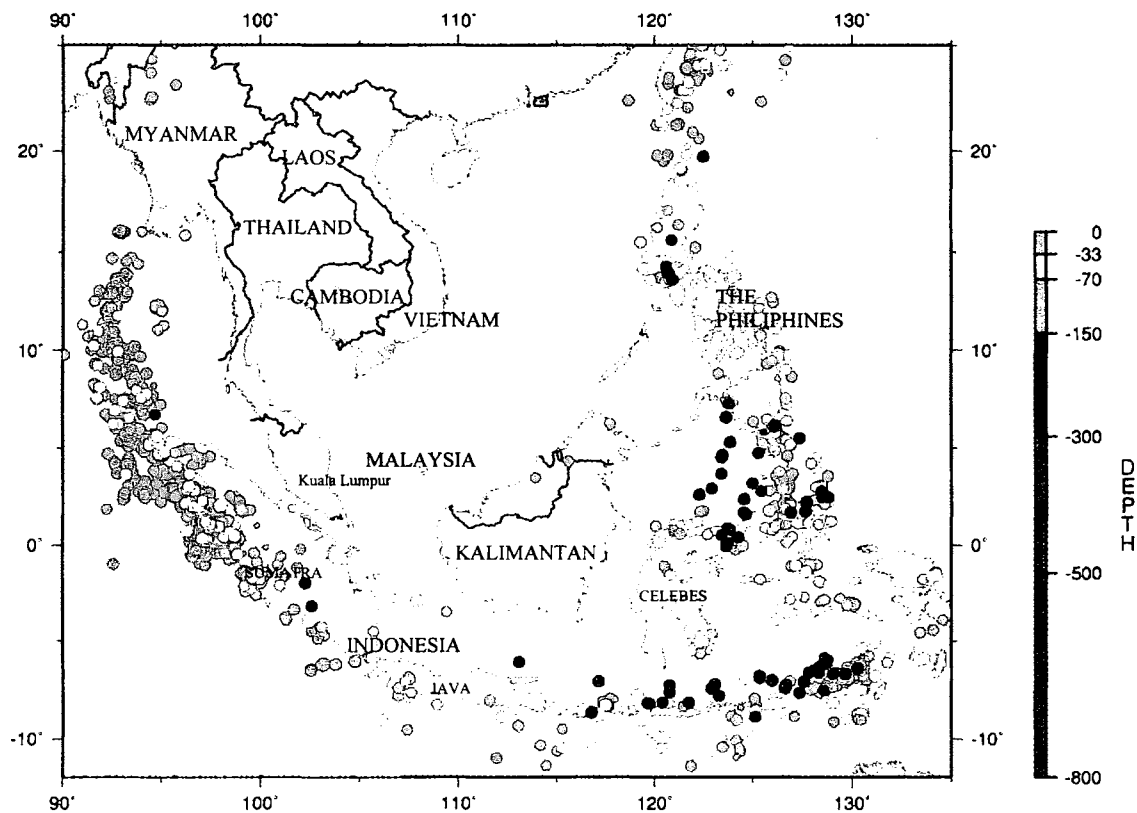 90° 100° 110° 120° 130°
20° 20°
10° 10°
0° 0°
-10° -10°
90° 100° 110° 120° 130°
MYANMAR
LAOS
THAILAND
CAMBODIA
VIETNAM
THE
PHILIPHINES
MALAYSIA
Kuala Lumpur
KALIMANTAN
SUMATRA
CELEBES
INDONESIA
JAVA
0
-33
-70
-150
-300
-500
-800
DEPTH